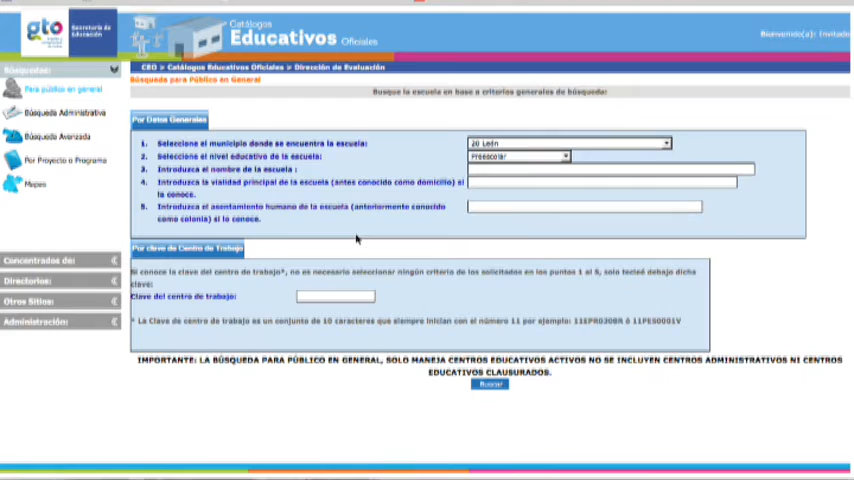 gto
Secretaría de
Educación
Catálogos
Educativos Oficiales
Bienvenido(a): Invitado
Búsquedas:
CEO > Catálogos Educativos Oficiales > Dirección de Evaluación
Para público en general
Búsqueda para Público en General
Busque la escuela en base a criterios generales de búsqueda:
Búsqueda Administrativa
Búsqueda Avanzada
Por Proyecto o Programa
Mapas
Por Datos Generales
1. Seleccione el municipio donde se encuentra la escuela: 20 León
2. Seleccione el nivel educativo de la escuela: Preescolar
3. Introduzca el nombre de la escuela :
4. Introduzca la vialidad principal de la escuela (antes conocido como domicilio) si
la conoce.
5. Introduzca el asentamiento humano de la escuela (anteriormente conocido
como colonia) si lo conoce.
Por clave de Centro de Trabajo
Concentrados de:
Directorios:
Otros Sitios:
Administración:
Si conoce la clave del centro de trabajo*, no es necesario seleccionar ningún criterio de los solicitados en los puntos 1 al 5, solo tecleé debajo dicha
clave:
Clave del centro de trabajo:
* La Clave de centro de trabajo es un conjunto de 10 caracteres que siempre inician con el número 11 por ejemplo: 11EPR0308R ó 11PES0001V
IMPORTANTE: LA BÚSQUEDA PARA PÚBLICO EN GENERAL, SOLO MANEJA CENTROS EDUCATIVOS ACTIVOS NO SE INCLUYEN CENTROS ADMINISTRATIVOS NI CENTROS
EDUCATIVOS CLAUSURADOS.
Buscar